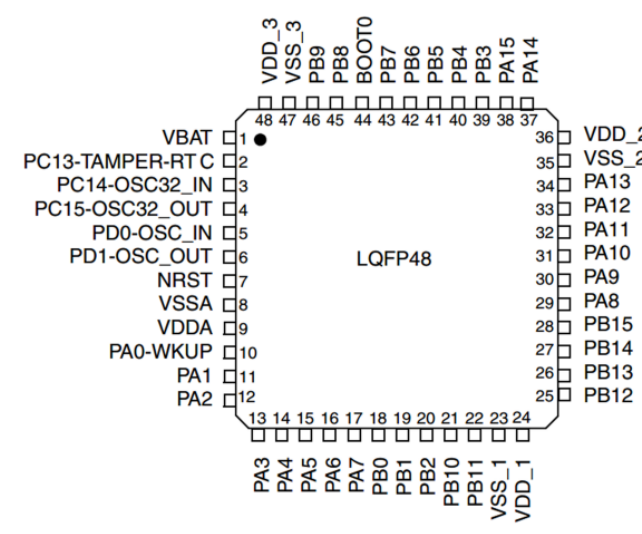 VDD_3
VSS_3
PB9
PB8
BOOT0
PB7
PB6
PB5
PB4
PB3
PA15
PA14
48 47 46 45 44 43 42 41 40 39 38 37
VBAT 1
PC13-TAMPER-RTC 2
PC14-OSC32_IN 3
PC15-OSC32_OUT 4
PD0-OSC_IN 5
PD1-OSC_OUT 6
NRST 7
VSSA 8
VDDA 9
PA0-WKUP 10
PA1 11
PA2 12
LQFP48
36 VDD_2
35 VSS_2
34 PA13
33 PA12
32 PA11
31 PA10
30 PA9
29 PA8
28 PB15
27 PB14
26 PB13
25 PB12
13 14 15 16 17 18 19 20 21 22 23 24
PA3
PA4
PA5
PA6
PA7
PB0
PB1
PB2
PB10
PB11
VSS_1
VDD_1